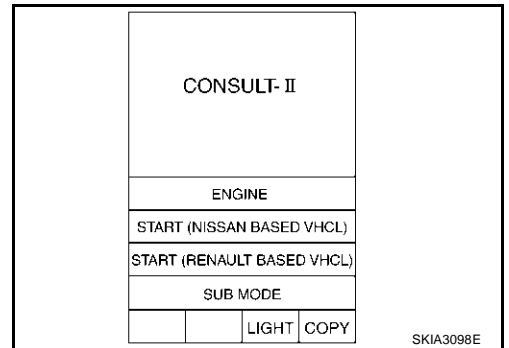 CONSULT-II
ENGINE
START (NISSAN BASED VHCL)
START (RENAULT BASED VHCL)
SUB MODE
LIGHT COPY
SKIA3098E